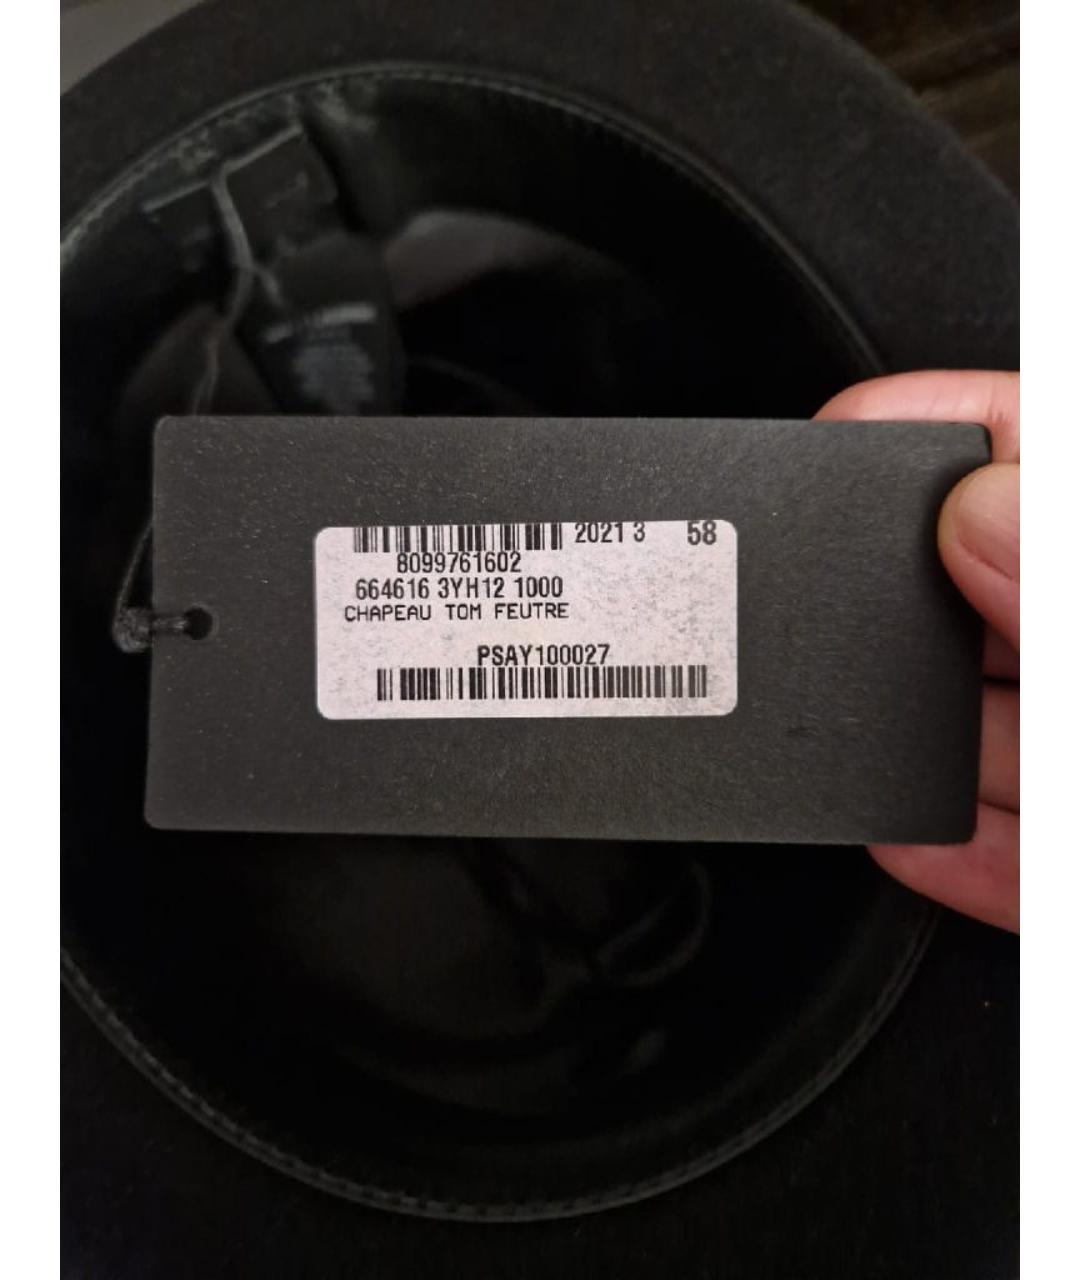 2021 3 58
8099761602
664616 3YH12 1000
CHAPEAU TOM FEUTRE
PSAY100027